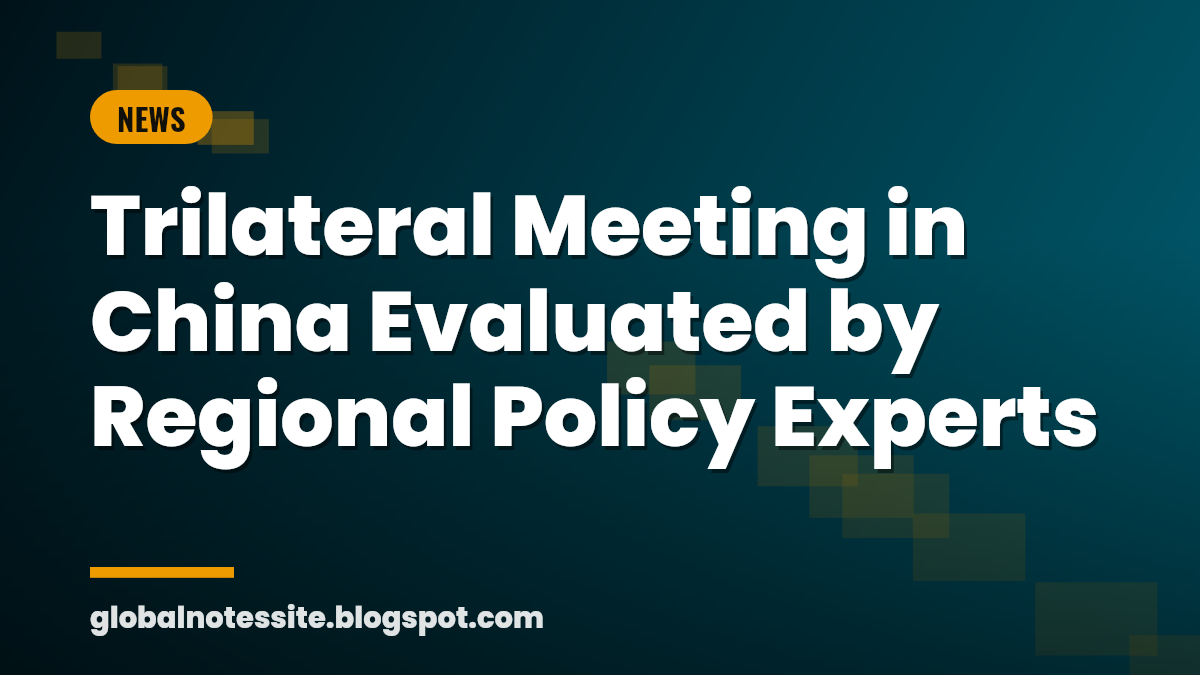 NEWS
Trilateral Meeting in
China Evaluated by
Regional Policy Experts
globalnotessite.blogspot.com